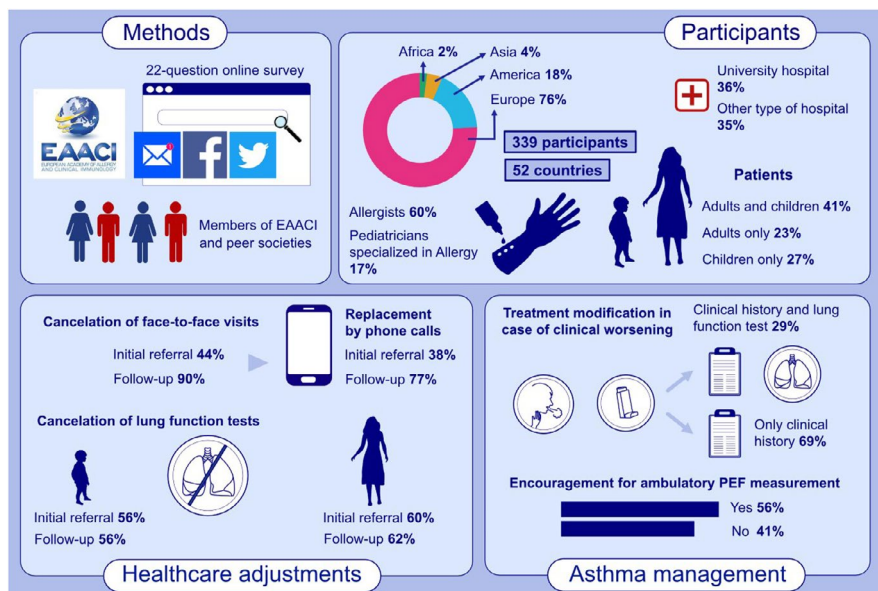 Methods
22-question online survey
EAACI
EUROPEAN ACADEMY OF ALLERGY
AND CLINICAL IMMUNOLOGY
Members of EAACI
and peer societies
Participants
Africa 2%
Asia 4%
America 18%
Europe 76%
339 participants
52 countries
Allergists 60%
Pediatricians
specialized in Allergy
17%
University hospital
36%
Other type of hospital
35%
Patients
Adults and children 41%
Adults only 23%
Children only 27%
Cancelation of face-to-face visits
Initial referral 44%
Follow-up 90%
Replacement
by phone calls
Initial referral 38%
Follow-up 77%
Cancelation of lung function tests
Initial referral 56%
Follow-up 56%
Initial referral 60%
Follow-up 62%
Healthcare adjustments
Treatment modification in
case of clinical worsening
Clinical history and lung
function test 29%
Only clinical
history 69%
Encouragement for ambulatory PEF measurement
Yes 56%
No 41%
Asthma management